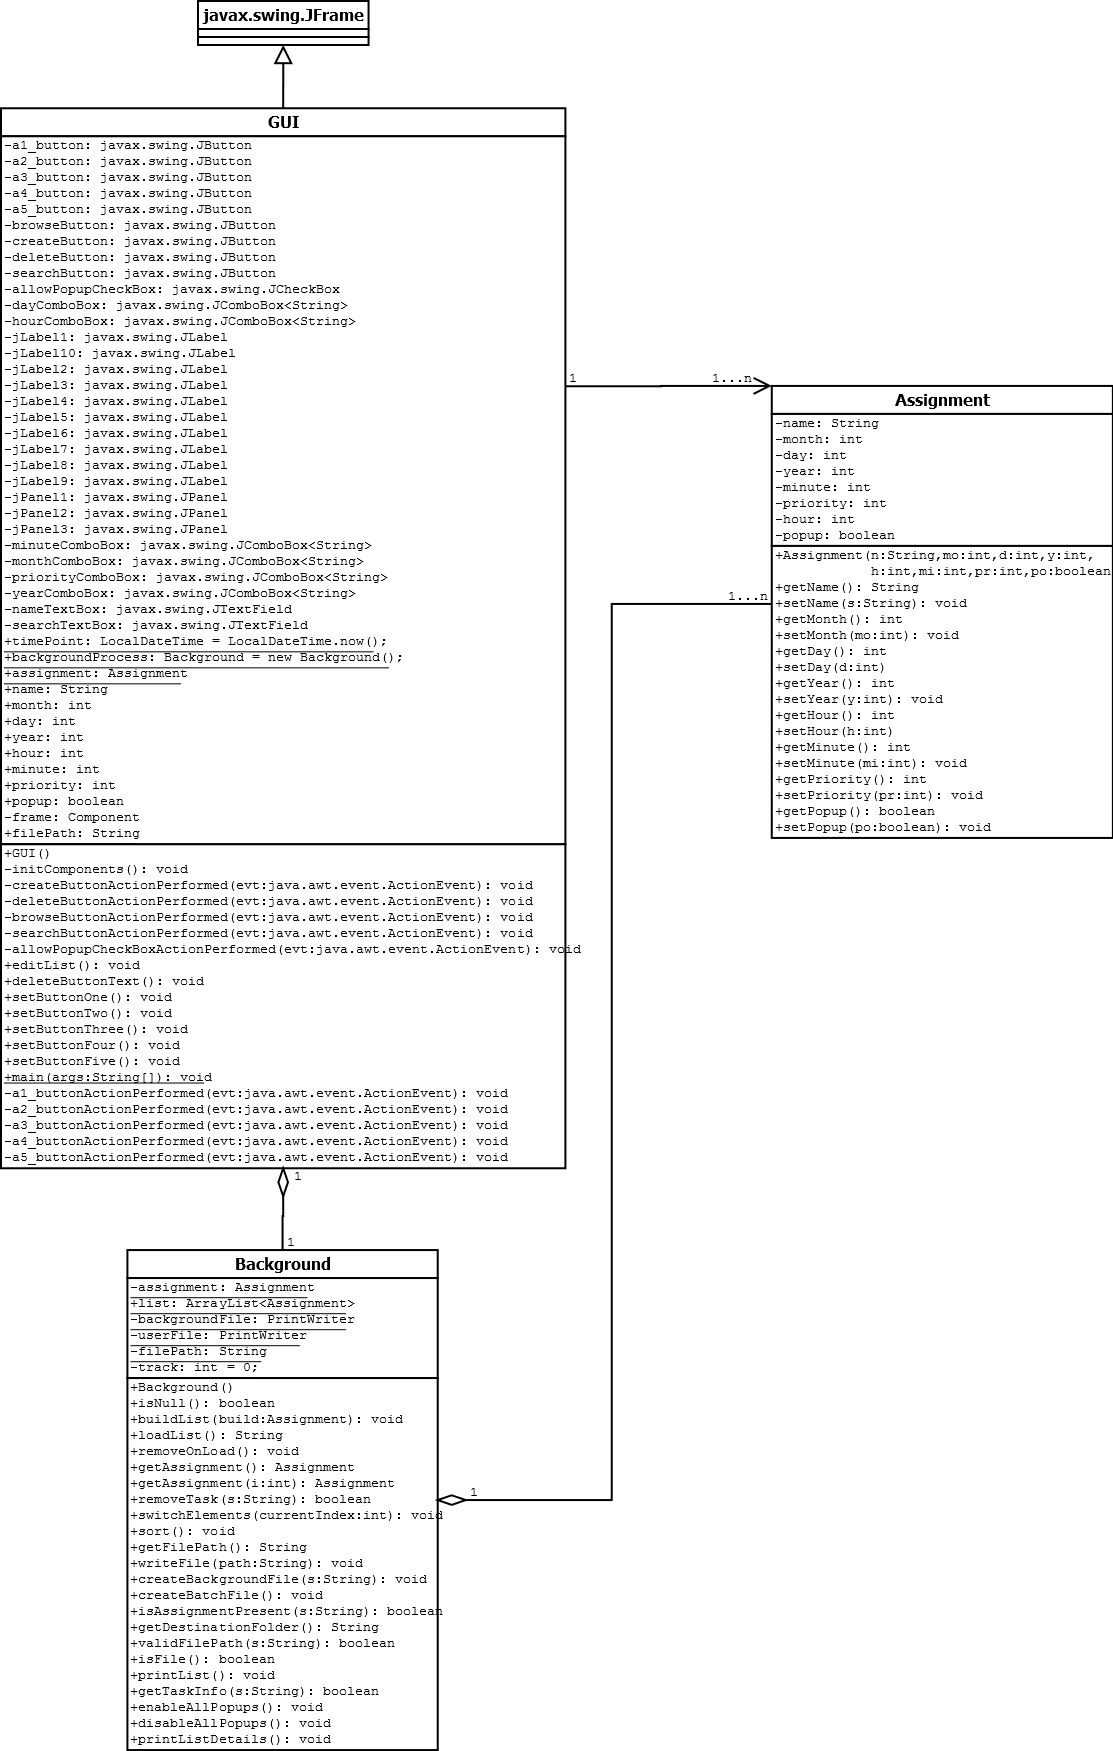 javax.swing.JFrame
GUI
-a1_button: javax.swing.JButton
-a2_button: javax.swing.JButton
-a3_button: javax.swing.JButton
-a4_button: javax.swing.JButton
-a5_button: javax.swing.JButton
-browseButton: javax.swing.JButton
-createButton: javax.swing.JButton
-deleteButton: javax.swing.JButton
-searchButton: javax.swing.JButton
-allowPopupCheckBox: javax.swing.JCheckBox
-dayComboBox: javax.swing.JComboBox<String>
-hourComboBox: javax.swing.JComboBox<String>
-jLabel1: javax.swing.JLabel
-jLabel10: javax.swing.JLabel
-jLabel2: javax.swing.JLabel
-jLabel3: javax.swing.JLabel
-jLabel4: javax.swing.JLabel
-jLabel5: javax.swing.JLabel
-jLabel6: javax.swing.JLabel
-jLabel7: javax.swing.JLabel
-jLabel8: javax.swing.JLabel
-jLabel9: javax.swing.JLabel
-jPanel1: javax.swing.JPanel
-jPanel2: javax.swing.JPanel
-jPanel3: javax.swing.JPanel
-minuteComboBox: javax.swing.JComboBox<String>
-monthComboBox: javax.swing.JComboBox<String>
-priorityComboBox: javax.swing.JComboBox<String>
-yearComboBox: javax.swing.JComboBox<String>
-nameTextBox: javax.swing.JTextField
-searchTextBox: javax.swing.JTextField
+timePoint: LocalDateTime = LocalDateTime.now();
+backgroundProcess: Background = new Background();
+assignment: Assignment
+name: String
+month: int
+day: int
+year: int
+hour: int
+minute: int
+priority: int
+popup: boolean
-frame: Component
+filePath: String
+GUI()
-initComponents(): void
-createButtonActionPerformed(evt:java.awt.event.ActionEvent): void
-deleteButtonActionPerformed(evt:java.awt.event.ActionEvent): void
-browseButtonActionPerformed(evt:java.awt.event.ActionEvent): void
-searchButtonActionPerformed(evt:java.awt.event.ActionEvent): void
-allowPopupCheckBoxActionPerformed(evt:java.awt.event.ActionEvent): void
+editList(): void
+deleteButtonText(): void
+setButtonOne(): void
+setButtonTwo(): void
+setButtonThree(): void
+setButtonFour(): void
+setButtonFive(): void
+main(args:String[]): void
-a1_buttonActionPerformed(evt:java.awt.event.ActionEvent): void
-a2_buttonActionPerformed(evt:java.awt.event.ActionEvent): void
-a3_buttonActionPerformed(evt:java.awt.event.ActionEvent): void
-a4_buttonActionPerformed(evt:java.awt.event.ActionEvent): void
-a5_buttonActionPerformed(evt:java.awt.event.ActionEvent): void
1
1...n
Assignment
-name: String
-month: int
-day: int
-year: int
-minute: int
-priority: int
-hour: int
-popup: boolean
+Assignment(n:String,mo:int,d:int,y:int,
h:int,mi:int,pr:int,po:boolean
+getName(): String
+setName(s:String): void
+getMonth(): int
+setMonth(mo:int): void
+getDay(): int
+setDay(d:int)
+getYear(): int
+setYear(y:int): void
+getHour(): int
+setHour(h:int)
+getMinute(): int
+setMinute(mi:int): void
+getPriority(): int
+setPriority(pr:int): void
+getPopup(): boolean
+setPopup(po:boolean): void
1...n
1
1
Background
-assignment: Assignment
+list: ArrayList<Assignment>
-backgroundFile: PrintWriter
-userFile: PrintWriter
-filePath: String
-track: int = 0;
+Background()
+isNull(): boolean
+buildList(build:Assignment): void
+loadList(): String
+removeOnLoad(): void
+getAssignment(): Assignment
+getAssignment(i:int): Assignment
+removeTask(s:String): boolean
+switchElements(currentIndex:int): void
+sort(): void
+getFilePath(): String
+writeFile(path:String): void
+createBackgroundFile(s:String): void
+createBatchFile(): void
+isAssignmentPresent(s:String): boolean
+getDestinationFolder(): String
+validFilePath(s:String): boolean
+isFile(): boolean
+printList(): void
+getTaskInfo(s:String): boolean
+enableAllPopups(): void
+disableAllPopups(): void
+printListDetails(): void
1